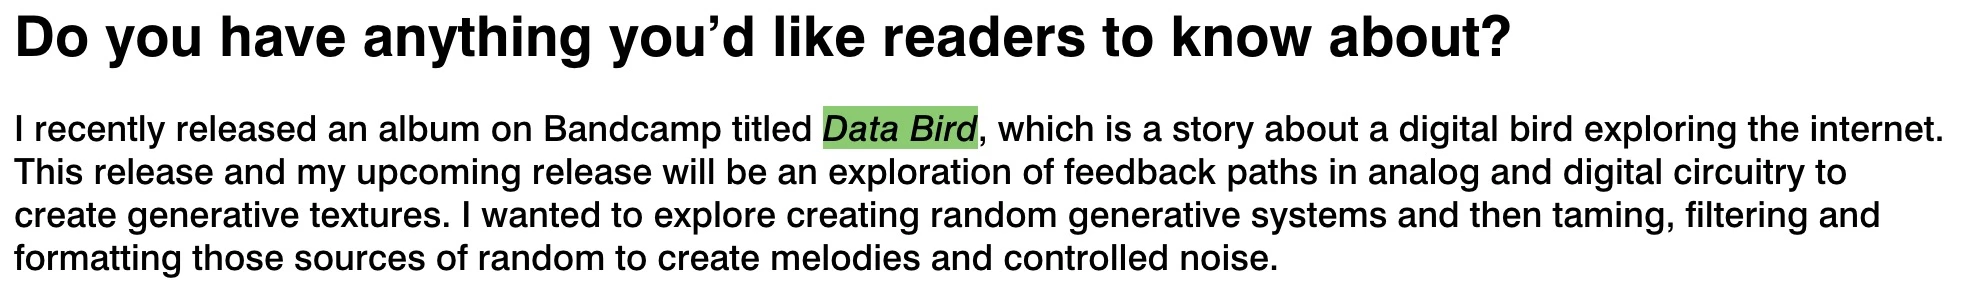 Do you have anything you’d like readers to know about?
I recently released an album on Bandcamp titled Data Bird, which is a story about a digital bird exploring the internet.
This release and my upcoming release will be an exploration of feedback paths in analog and digital circuitry to
create generative textures. I wanted to explore creating random generative systems and then taming, filtering and
formatting those sources of random to create melodies and controlled noise.